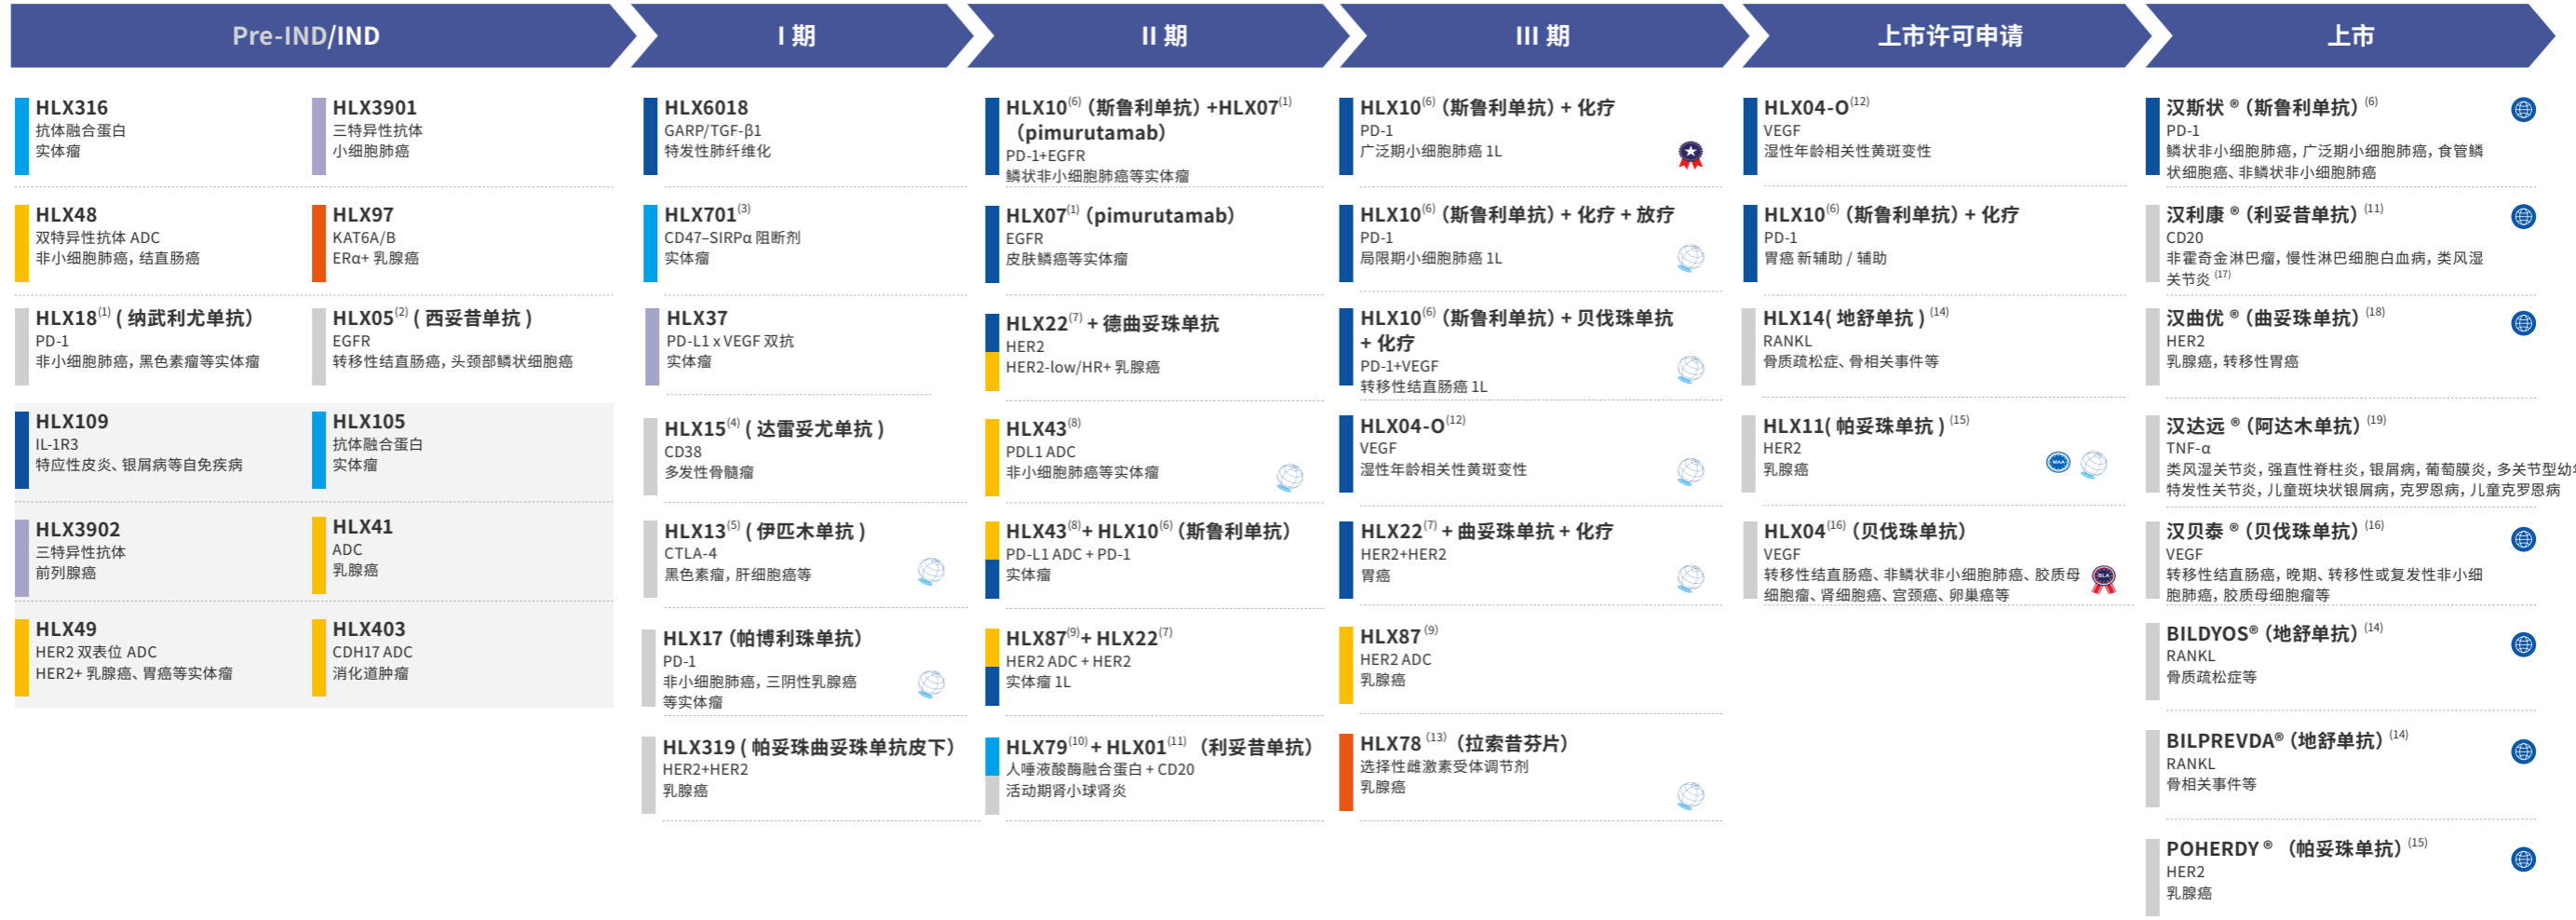 Pre-IND/IND
I 期
II 期
III 期
上市许可申请
上市
HLX316
抗体融合蛋白
实体瘤
HLX3901
三特异性抗体
小细胞肺癌
HLX48
双特异性抗体 ADC
非小细胞肺癌, 结直肠癌
HLX97
KAT6A/B
ERα+ 乳腺癌
HLX18(1) ( 纳武利尤单抗)
PD-1
非小细胞肺癌, 黑色素瘤等实体瘤
HLX05(2) ( 西妥昔单抗 )
EGFR
转移性结直肠癌, 头颈部鳞状细胞癌
HLX109
IL-1R3
特应性皮炎、银屑病等自免疾病
HLX105
抗体融合蛋白
实体瘤
HLX3902
三特异性抗体
前列腺癌
HLX41
ADC
乳腺癌
HLX49
HER2 双表位 ADC
HER2+ 乳腺癌、胃癌等实体瘤
HLX403
CDH17 ADC
消化道肿瘤
HLX6018
GARP/TGF-β1
特发性肺纤维化
HLX701(3)
CD47–SIRPα 阻断剂
实体瘤
HLX37
PD-L1 x VEGF 双抗
实体瘤
HLX15(4) ( 达雷妥尤单抗 )
CD38
多发性骨髓瘤
HLX13(5) ( 伊匹木单抗 )
CTLA-4
黑色素瘤, 肝细胞癌等
HLX17 (帕博利珠单抗)
PD-1
非小细胞肺癌, 三阴性乳腺癌
等实体瘤
HLX319 ( 帕妥珠曲妥珠单抗皮下)
HER2+HER2
乳腺癌
HLX10(6) (斯鲁利单抗) +HLX07(1)
(pimurutamab)
PD-1+EGFR
鳞状非小细胞肺癌等实体瘤
HLX07(1) (pimurutamab)
EGFR
皮肤鳞癌等实体瘤
HLX22(7) + 德曲妥珠单抗
HER2
HER2-low/HR+ 乳腺癌
HLX43(8)
PDL1 ADC
非小细胞肺癌等实体瘤
HLX43(8)+ HLX10(6) (斯鲁利单抗)
PD-L1 ADC + PD-1
实体瘤
HLX87(9)+ HLX22(7)
HER2 ADC + HER2
实体瘤 1L
HLX79(10) + HLX01(11) (利妥昔单抗)
人唾液酸酶融合蛋白 + CD20
活动期肾小球肾炎
HLX10(6) (斯鲁利单抗) + 化疗
PD-1
广泛期小细胞肺癌 1L
HLX10(6) (斯鲁利单抗) + 化疗 + 放疗
PD-1
局限期小细胞肺癌 1L
HLX10(6) (斯鲁利单抗) + 贝伐珠单抗
+ 化疗
PD-1+VEGF
转移性结直肠癌 1L
HLX04-O(12)
VEGF
湿性年龄相关性黄斑变性
HLX22(7) + 曲妥珠单抗 + 化疗
HER2+HER2
胃癌
HLX87 (9)
HER2 ADC
乳腺癌
HLX78 (13) (拉索昔芬片)
选择性雌激素受体调节剂
乳腺癌
HLX04-O(12)
VEGF
湿性年龄相关性黄斑变性
HLX10(6) (斯鲁利单抗) + 化疗
PD-1
胃癌 新辅助 / 辅助
HLX14( 地舒单抗 ) (14)
RANKL
骨质疏松症、骨相关事件等
HLX11( 帕妥珠单抗 ) (15)
HER2
乳腺癌
MAA
HLX04(16) (贝伐珠单抗)
VEGF
转移性结直肠癌、非鳞状非小细胞肺癌、胶质母
细胞瘤、肾细胞癌、宫颈癌、卵巢癌等
BLA
汉斯状 ® (斯鲁利单抗) (6)
PD-1
鳞状非小细胞肺癌, 广泛期小细胞肺癌, 食管鳞
状细胞癌、非鳞状非小细胞肺癌
汉利康 ® (利妥昔单抗) (11)
CD20
非霍奇金淋巴瘤, 慢性淋巴细胞白血病, 类风湿
关节炎 (17)
汉曲优 ® (曲妥珠单抗) (18)
HER2
乳腺癌, 转移性胃癌
汉达远 ® (阿达木单抗) (19)
TNF-α
类风湿关节炎, 强直性脊柱炎, 银屑病, 葡萄膜炎, 多关节型幼
特发性关节炎, 儿童斑块状银屑病, 克罗恩病, 儿童克罗恩病
汉贝泰 ® (贝伐珠单抗) (16)
VEGF
转移性结直肠癌, 晚期、转移性或复发性非小细
胞肺癌, 胶质母细胞瘤等
BILDYOS® (地舒单抗) (14)
RANKL
骨质疏松症等
BILPREVDA® (地舒单抗) (14)
RANKL
骨相关事件等
POHERDY ® (帕妥珠单抗) (15)
HER2
乳腺癌